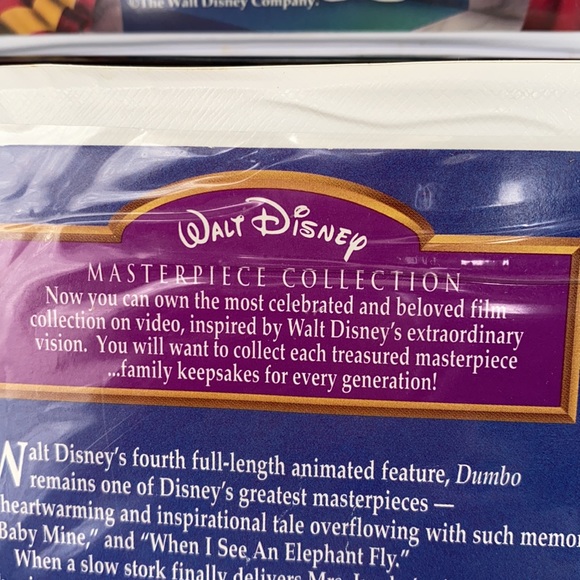 ©The Walt Disney Company.
WALT DISNEY
MASTERPIECE COLLECTION
Now you can own the most celebrated and beloved film
collection on video, inspired by Walt Disney's extraordinary
vision. You will want to collect each treasured masterpiece
...family keepsakes for every generation!
Walt Disney's fourth full-length animated feature, Dumbo
remains one of Disney's greatest masterpieces —
heartwarming and inspirational tale overflowing with such memor
Baby Mine," and "When I See An Elephant Fly."
When a slow stork finally delivers Mrs.